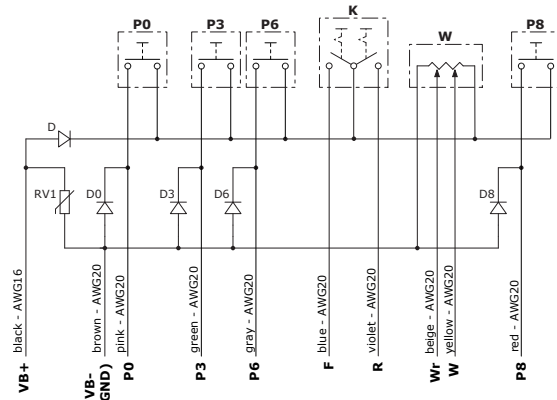 P0
P3
P6
K
W
P8
D
RV1
D0
D3
D6
D8
black - AWG16
brown - AWG20
pink - AWG20
green - AWG20
gray - AWG20
blue - AWG20
violet - AWG20
beige - AWG20
yellow - AWG20
red - AWG20
VB+
VB-
GND)
P0
P3
P6
F
R
Wr
W
P8